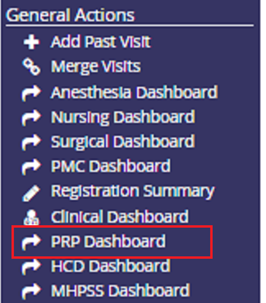 General Actions
Add Past Visit
Merge Visits
Anesthesia Dashboard
Nursing Dashboard
Surgical Dashboard
PMC Dashboard
Registration Summary
Clinical Dashboard
PRP Dashboard
HCD Dashboard
MHPSS Dashboard